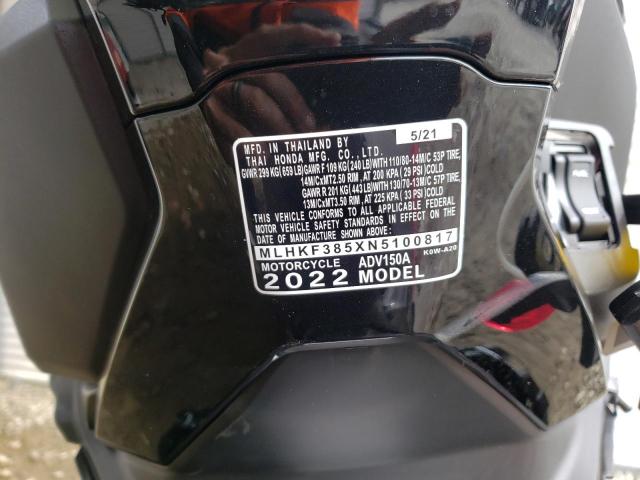 MFD. IN THAILAND BY 5/21
THAI HONDA MFG. CO., LTD.
GVWR 299 KG (659 LB) GAWR F 109 KG (240 LB) WITH 110/80-14M/C 53P TIRE,
14M/CxMT2.50 RIM, AT 200 KPA (29 PSI) COLD
GAWR R 201 KG (443 LB) WITH 130/70-13M/C 57P TIRE,
13M/CxMT3.50 RIM, AT 225 KPA (33 PSI) COLD
THIS VEHICLE CONFORMS TO ALL APPLICABLE FEDERAL
MOTOR VEHICLE SAFETY STANDARDS IN EFFECT ON THE
DATE OF MANUFACTURE SHOWN ABOVE.
MLHKF385XN5100817
MOTORCYCLE ADV150A K0W-A20
2022 MODEL